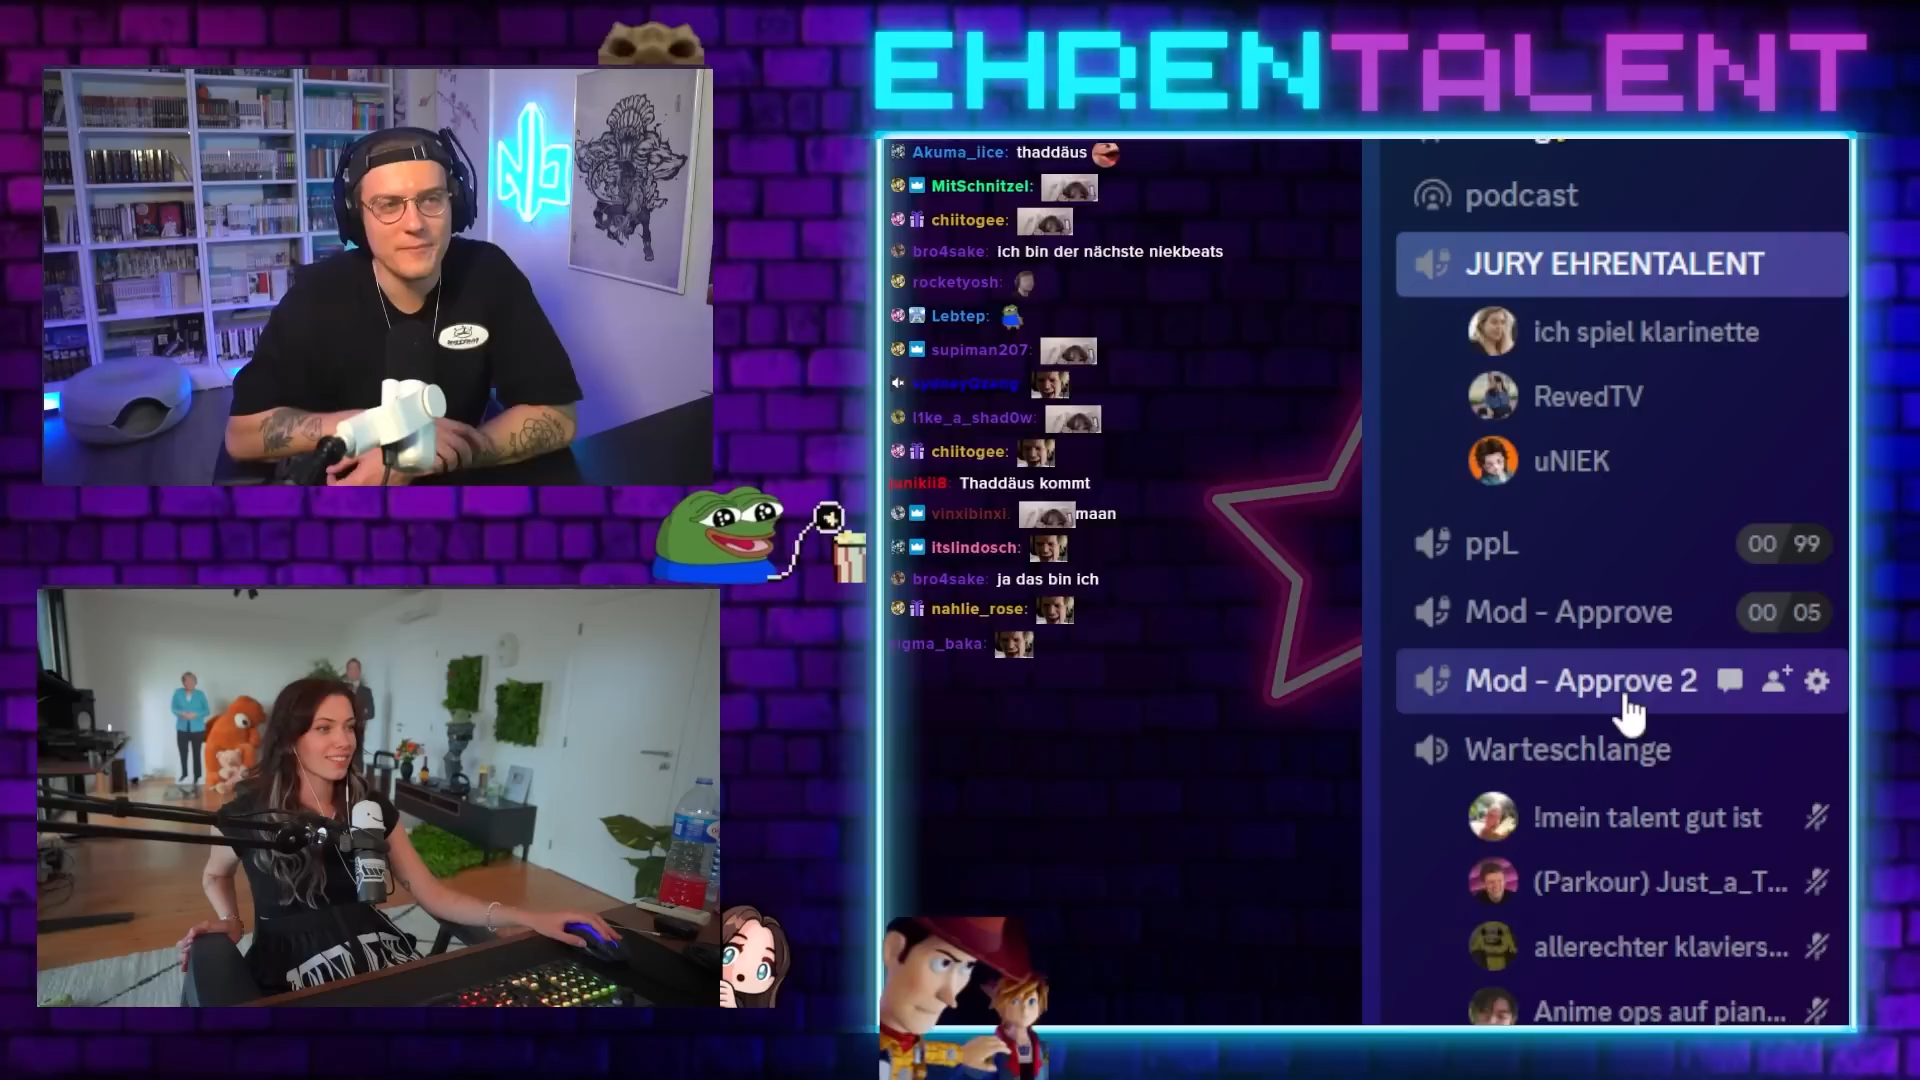 EHRENTALENT
Akuma_iice: thaddäus
MitSchnitzel:
chiitogee:
bro4sake: ich bin der nächste niekbeats
rocketyosh:
Lebtep:
supiman207:
l1ke_a_shad0w:
chiitogee:
Thaddäus kommt
vinxibinxi: maan
itslindosch:
bro4sake: ja das bin ich
nahlie_rose:
podcast
JURY EHRENTALENT
ich spiel klarinette
RevedTV
uNIEK
ppL 00 99
Mod - Approve 00 05
Mod - Approve 2
Warteschlange
!mein talent gut ist
(Parkour) Just_a_T...
allerechter klaviers...
Anime ops auf pian...